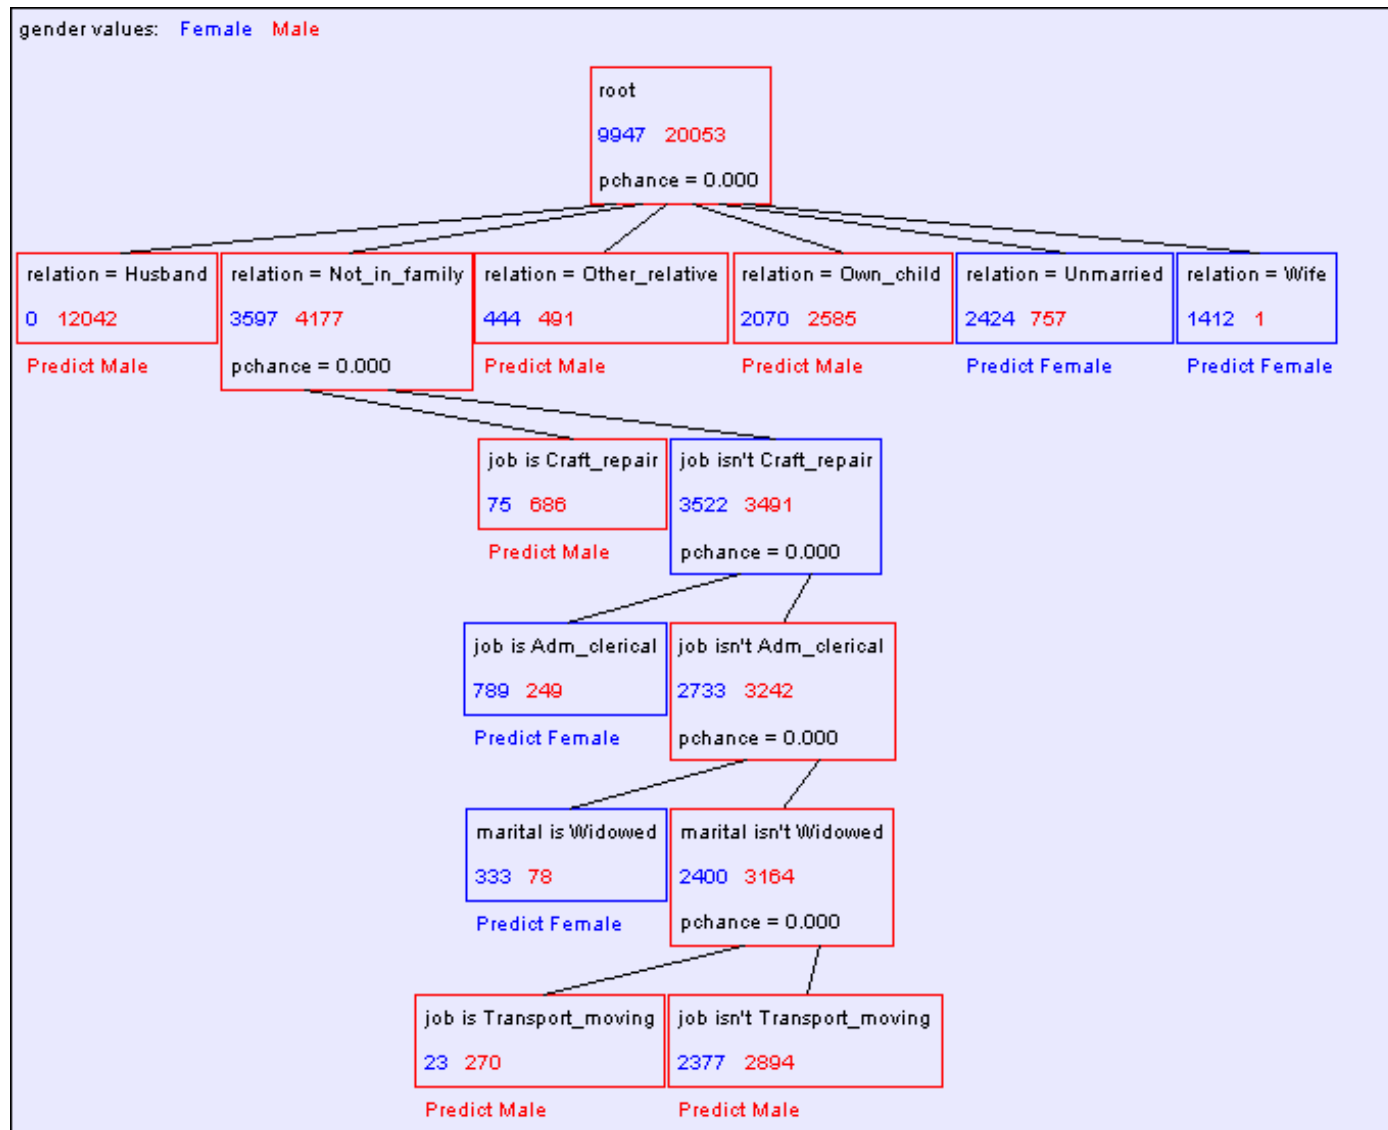 gender values: Female Male
root
9947 20053
pchance = 0.000
relation = Husband
0 12042
Predict Male
relation = Not_in_family
3597 4177
pchance = 0.000
relation = Other_relative
444 491
Predict Male
relation = Own_child
2070 2585
Predict Male
relation = Unmarried
2424 757
Predict Female
relation = Wife
1412 1
Predict Female
job is Craft_repair
75 686
Predict Male
job isn't Craft_repair
3522 3491
pchance = 0.000
job is Adm_clerical
789 249
Predict Female
job isn't Adm_clerical
2733 3242
pchance = 0.000
marital is Widowed
333 78
Predict Female
marital isn't Widowed
2400 3164
pchance = 0.000
job is Transport_moving
23 270
Predict Male
job isn't Transport_moving
2377 2894
Predict Male